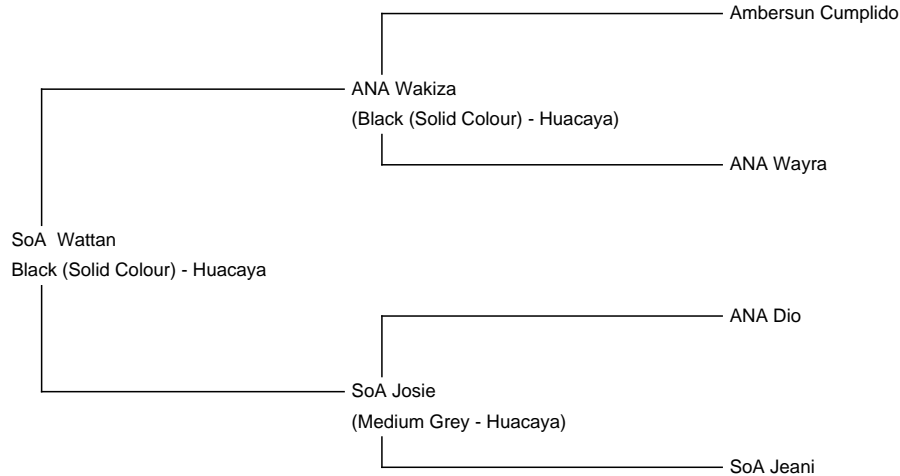 Ambersun Cumplido
ANA Wakiza
(Black (Solid Colour) - Huacaya)
ANA Wayra
SoA  Wattan
Black (Solid Colour) - Huacaya
ANA Dio
SoA Josie
(Medium Grey - Huacaya)
SoA Jeani